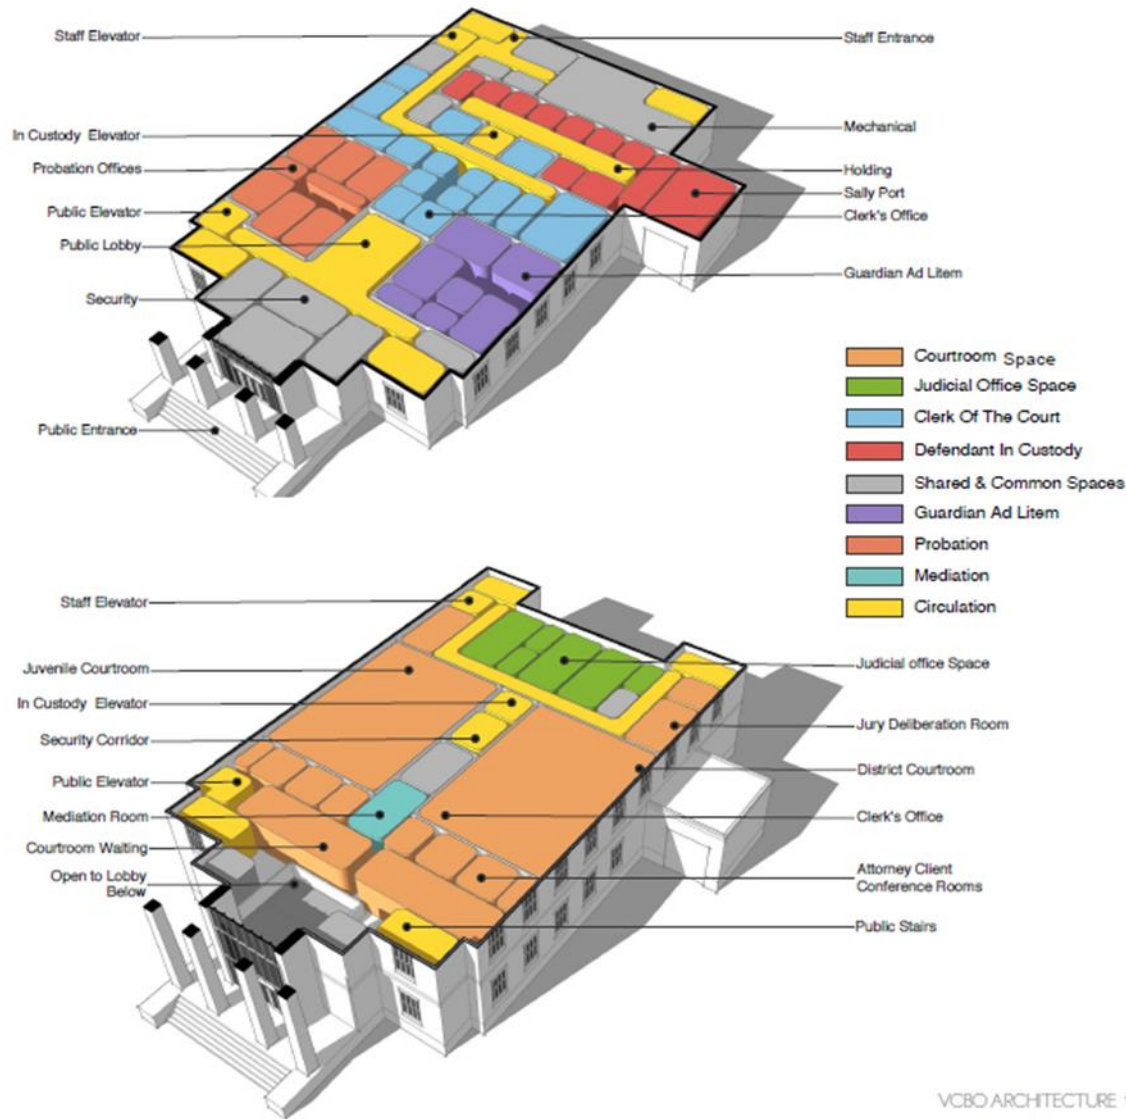 Staff Elevator
Staff Entrance
In Custody Elevator
Mechanical
Probation Offices
Holding
Sally Port
Public Elevator
Clerk's Office
Public Lobby
Guardian Ad Litem
Security
Public Entrance
Courtroom Space
Judicial Office Space
Clerk Of The Court
Defendant In Custody
Shared & Common Spaces
Guardian Ad Litem
Probation
Mediation
Circulation
Staff Elevator
Juvenile Courtroom
Judicial office Space
In Custody Elevator
Jury Deliberation Room
Security Corridor
District Courtroom
Public Elevator
Mediation Room
Clerk's Office
Courtroom Waiting
Attorney Client
Conference Rooms
Open to Lobby
Below
Public Stairs
VCBO ARCHITECTURE